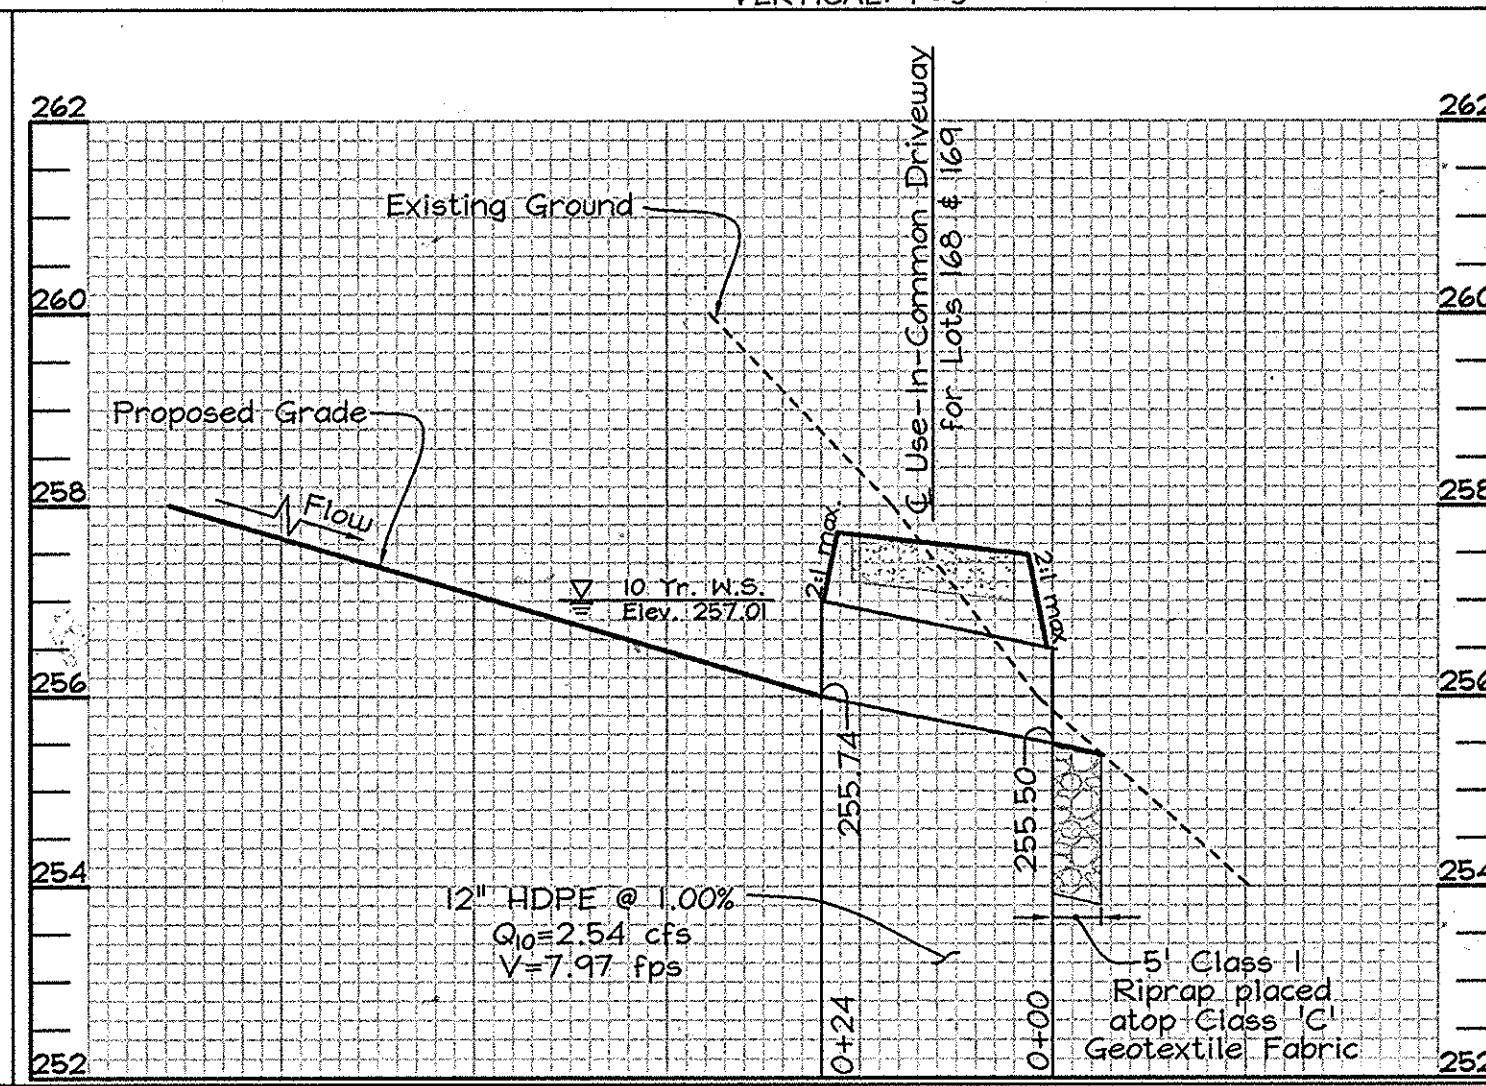 262
262
Existing Ground
℄ Use-In-Common Driveway
for Lots 168 & 169
260
260
Proposed Grade
258
258
Flow
2:1 max.
2:1 max
10 Yr. W.S.
Elev. 257.01
256
256
255.74
255.50
254
254
12" HDPE @ 1.00%
Q10=2.54 cfs
V=7.97 fps
5' Class 1
Riprap placed
atop Class 'C'
Geotextile Fabric
0+24
0+00
252
252